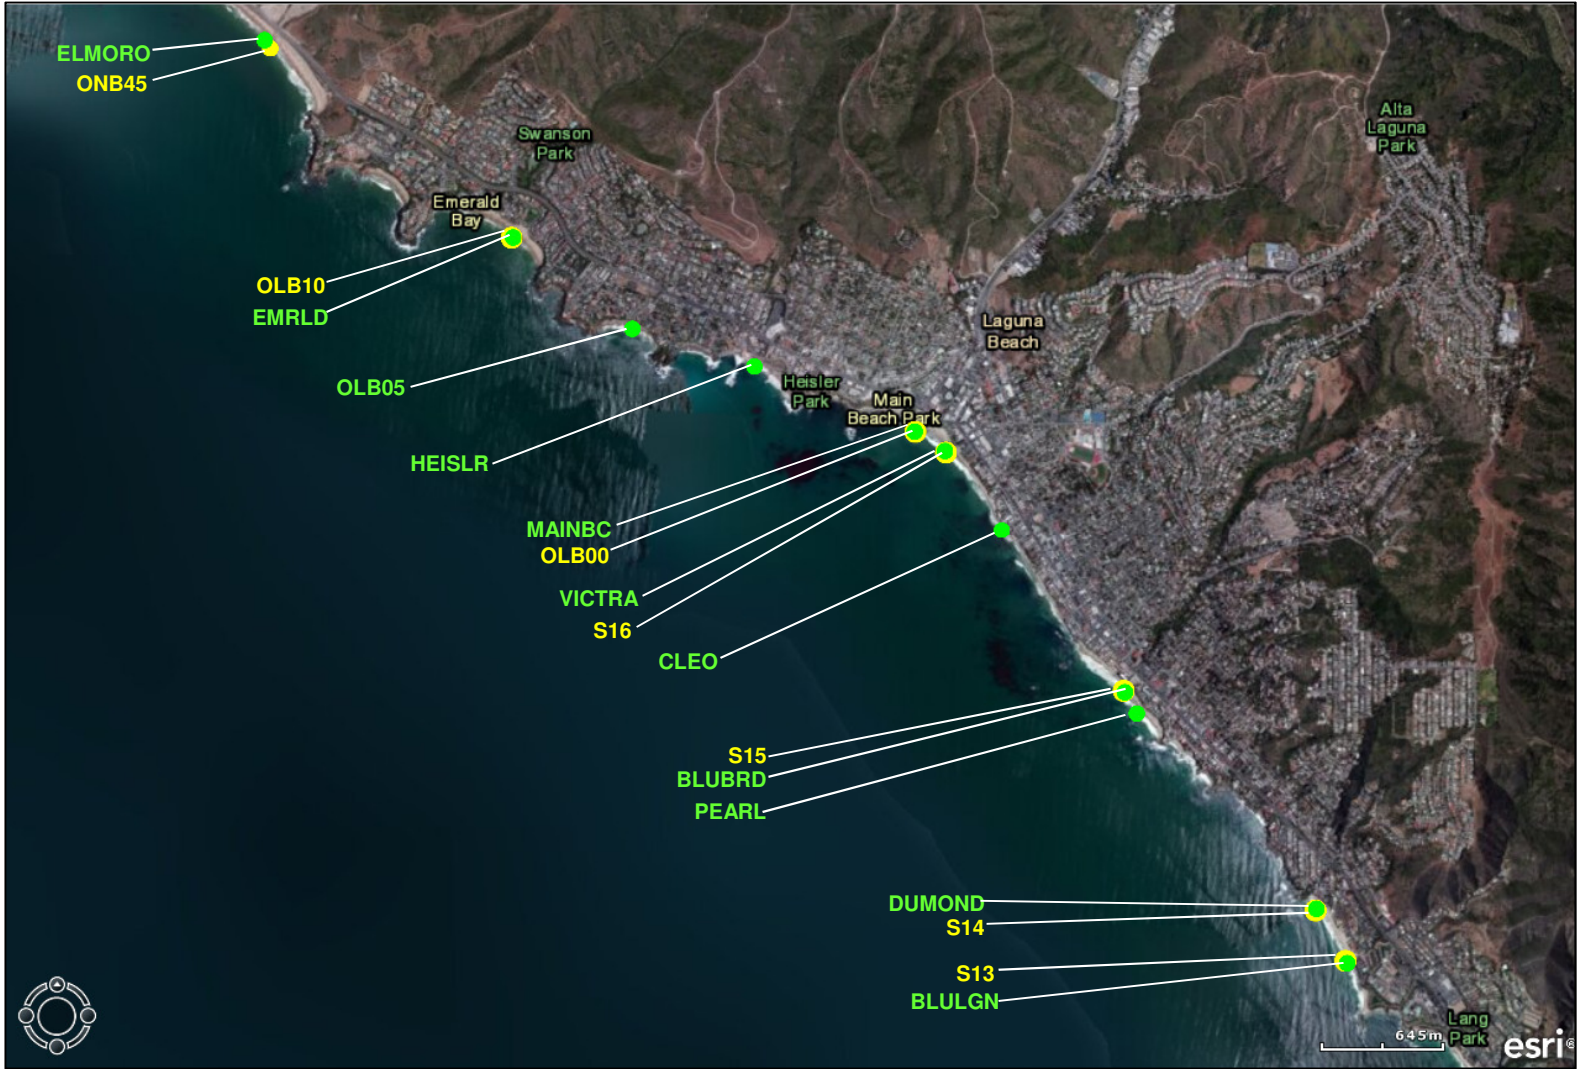 ELMORO
ONB45
Swanson
Park
Alta
Laguna
Park
Emerald
Bay
OLB10
EMRLD
OLB05
Laguna
Beach
Heisler
Park
Main
Beach Park
HEISLR
MAINBC
OLB00
VICTRA
S16
CLEO
S15
BLUBRD
PEARL
DUMOND
S14
S13
BLULGN
Lang
Park
645m
esri®